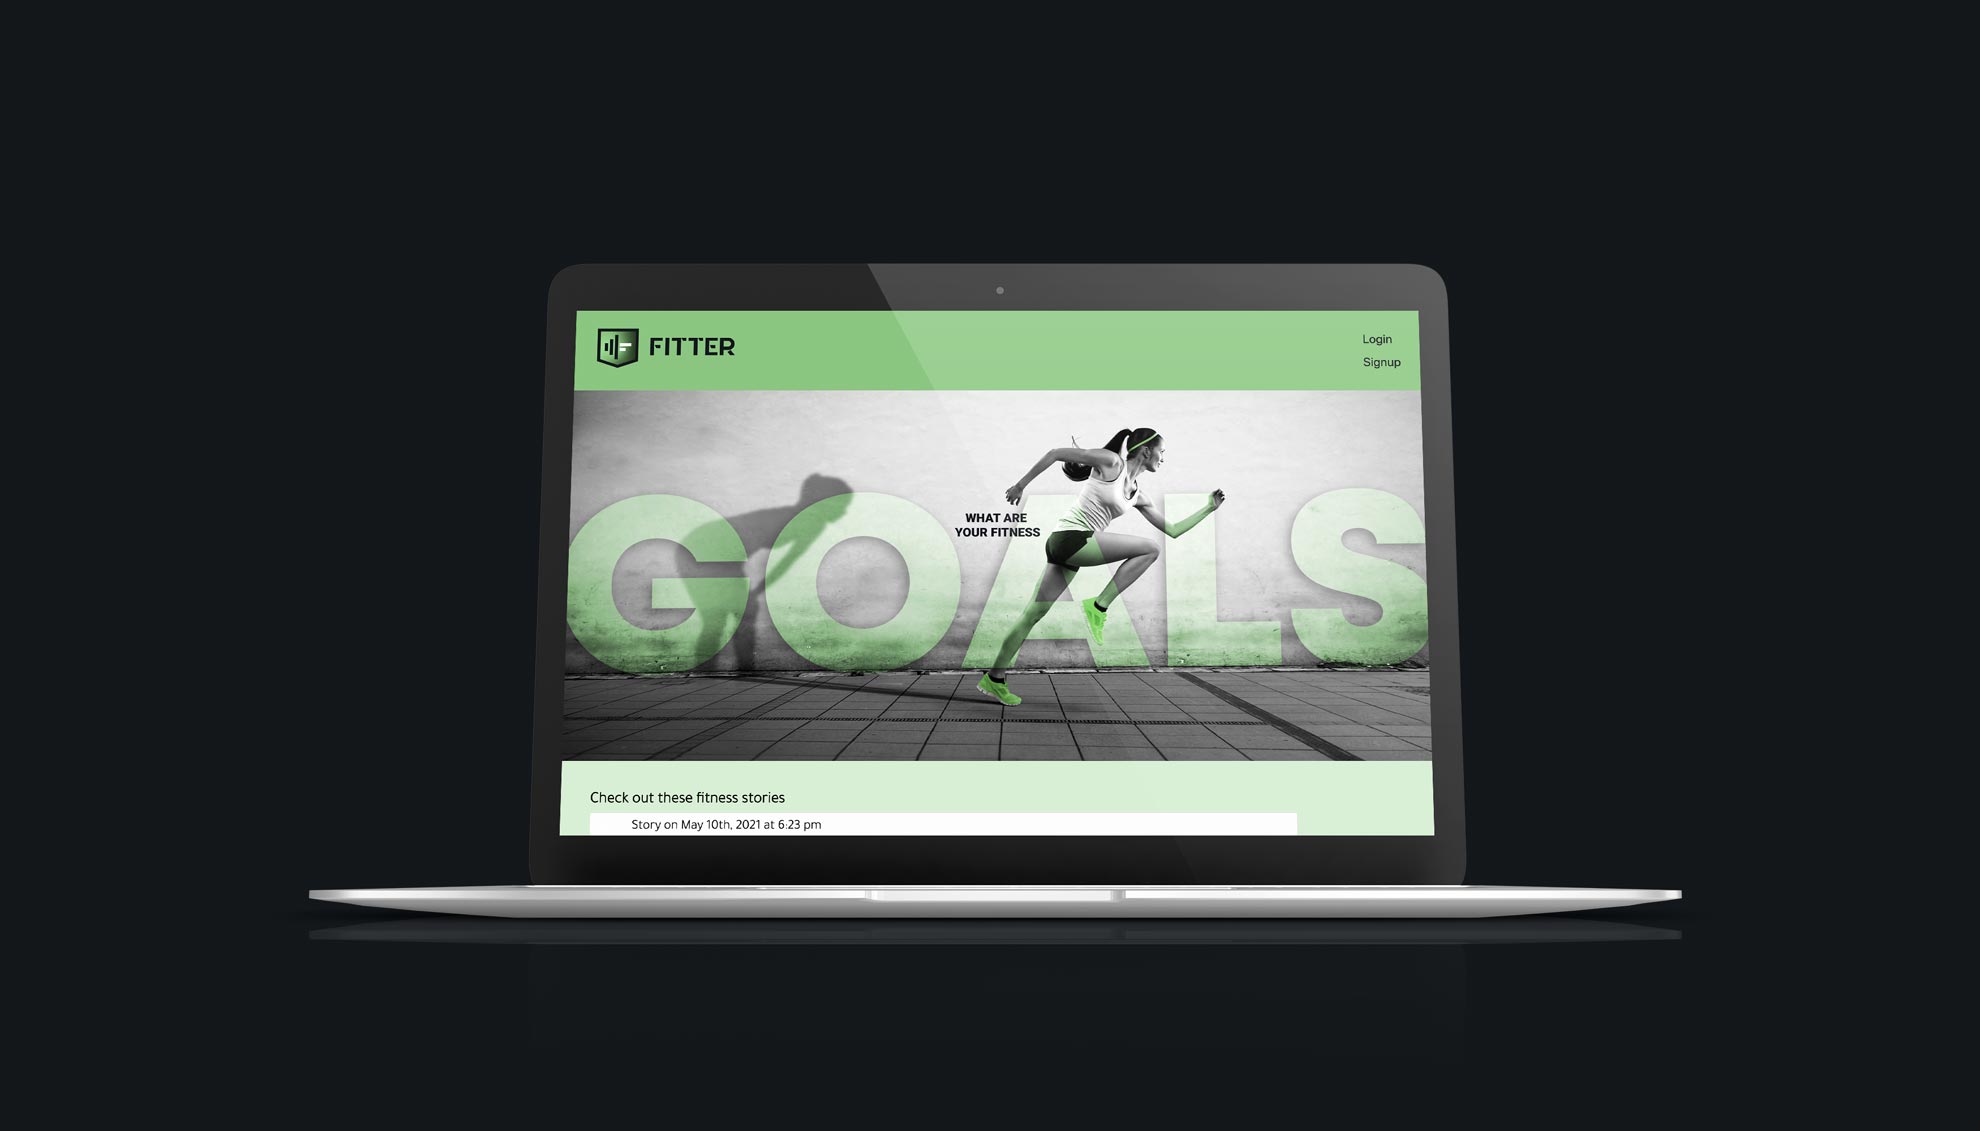 FITTER
Login
Signup
WHAT ARE
YOUR FITNESS
GOALS
Check out these fitness stories
Story on May 10th, 2021 at 6:23 pm